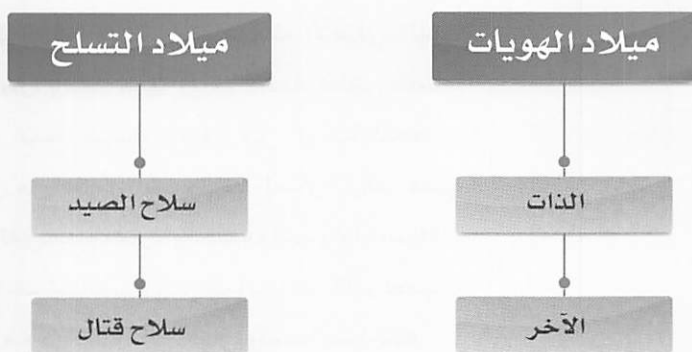 ميلاد الهويات
ميلاد التسلح
الذات
سلاح الصيد
الآخر
سلاح قتال